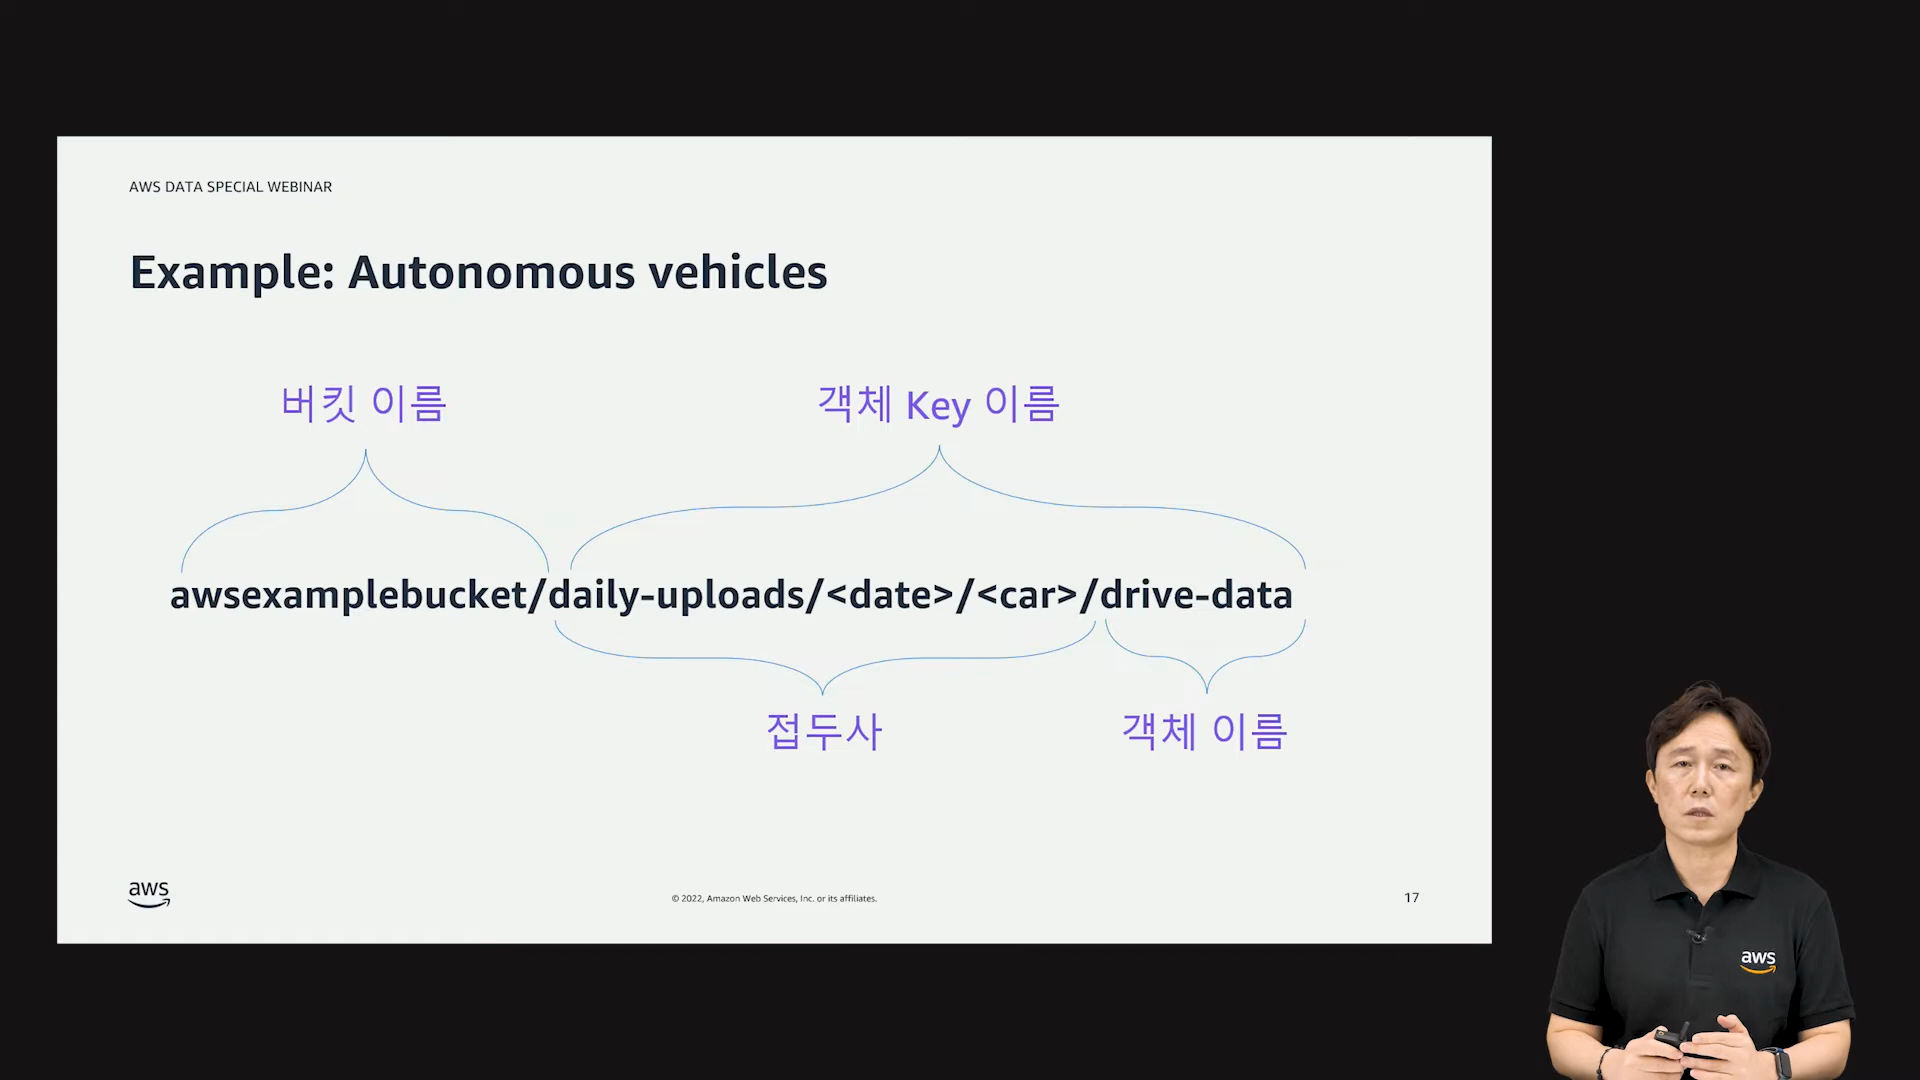 AWS DATA SPECIAL WEBINAR
Example: Autonomous vehicles
버킷 이름
객체 Key 이름
awsexamplebucket/daily-uploads/<date>/<car>/drive-data
접두사
객체 이름
aws
© 2022, Amazon Web Services, Inc. or its affiliates.
17
aws